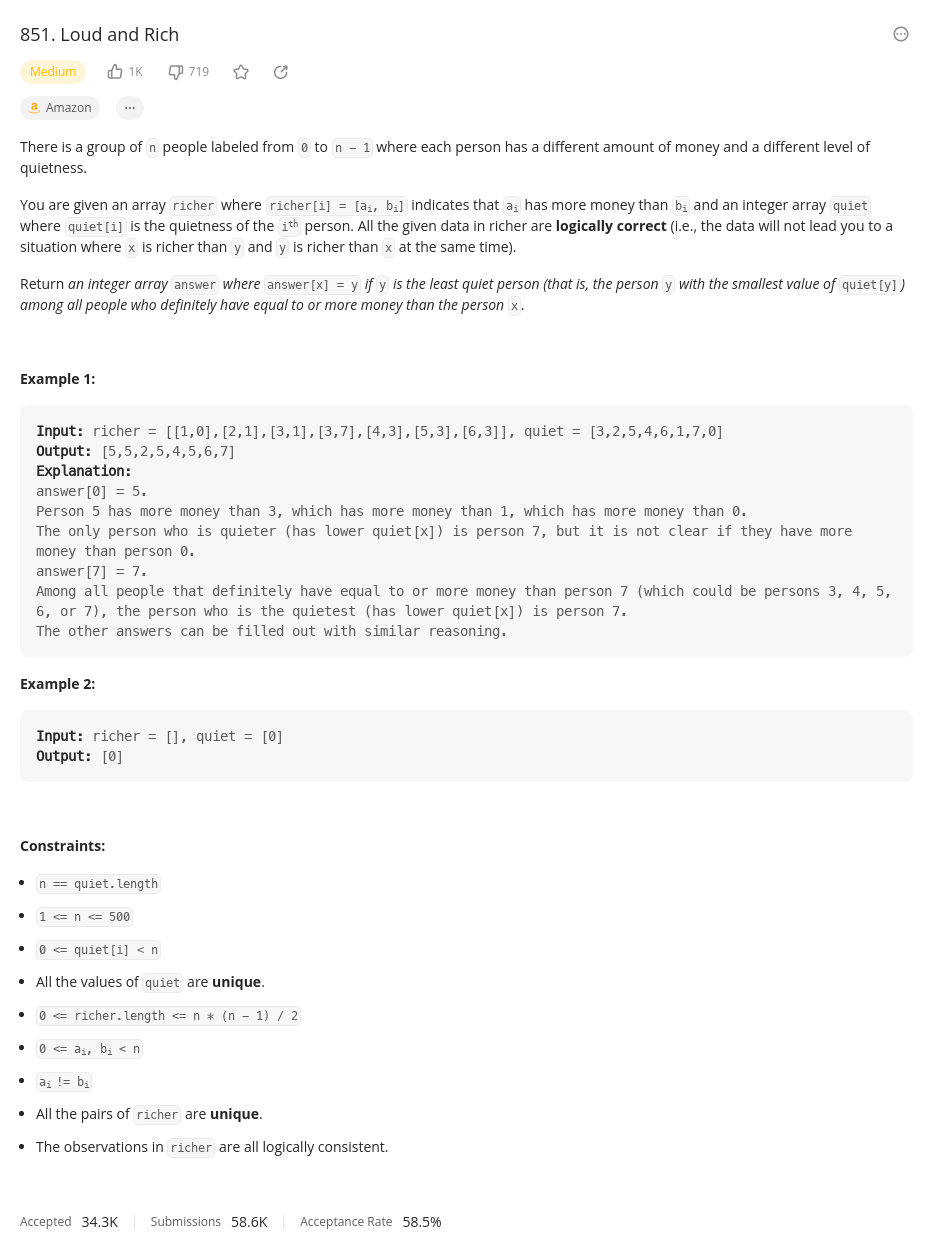 851. Loud and Rich
Medium 1K 719
a Amazon ...
There is a group of n people labeled from 0 to n - 1 where each person has a different amount of money and a different level of
quietness.
You are given an array richer where richer[i] = [ai, bi] indicates that ai has more money than bi and an integer array quiet
where quiet[i] is the quietness of the ith person. All the given data in richer are logically correct (i.e., the data will not lead you to a
situation where x is richer than y and y is richer than x at the same time).
Return an integer array answer where answer[x] = y if y is the least quiet person (that is, the person y with the smallest value of quiet[y])
among all people who definitely have equal to or more money than the person x.
Example 1:
Input: richer = [[1,0],[2,1],[3,1],[3,7],[4,3],[5,3],[6,3]], quiet = [3,2,5,4,6,1,7,0]
Output: [5,5,2,5,4,5,6,7]
Explanation:
answer[0] = 5.
Person 5 has more money than 3, which has more money than 1, which has more money than 0.
The only person who is quieter (has lower quiet[x]) is person 7, but it is not clear if they have more
money than person 0.
answer[7] = 7.
Among all people that definitely have equal to or more money than person 7 (which could be persons 3, 4, 5,
6, or 7), the person who is the quietest (has lower quiet[x]) is person 7.
The other answers can be filled out with similar reasoning.
Example 2:
Input: richer = [], quiet = [0]
Output: [0]
Constraints:
• n == quiet.length
• 1 <= n <= 500
• 0 <= quiet[i] < n
• All the values of quiet are unique.
• 0 <= richer.length <= n * (n - 1) / 2
• 0 <= ai, bi < n
• ai != bi
• All the pairs of richer are unique.
• The observations in richer are all logically consistent.
Accepted 34.3K Submissions 58.6K Acceptance Rate 58.5%